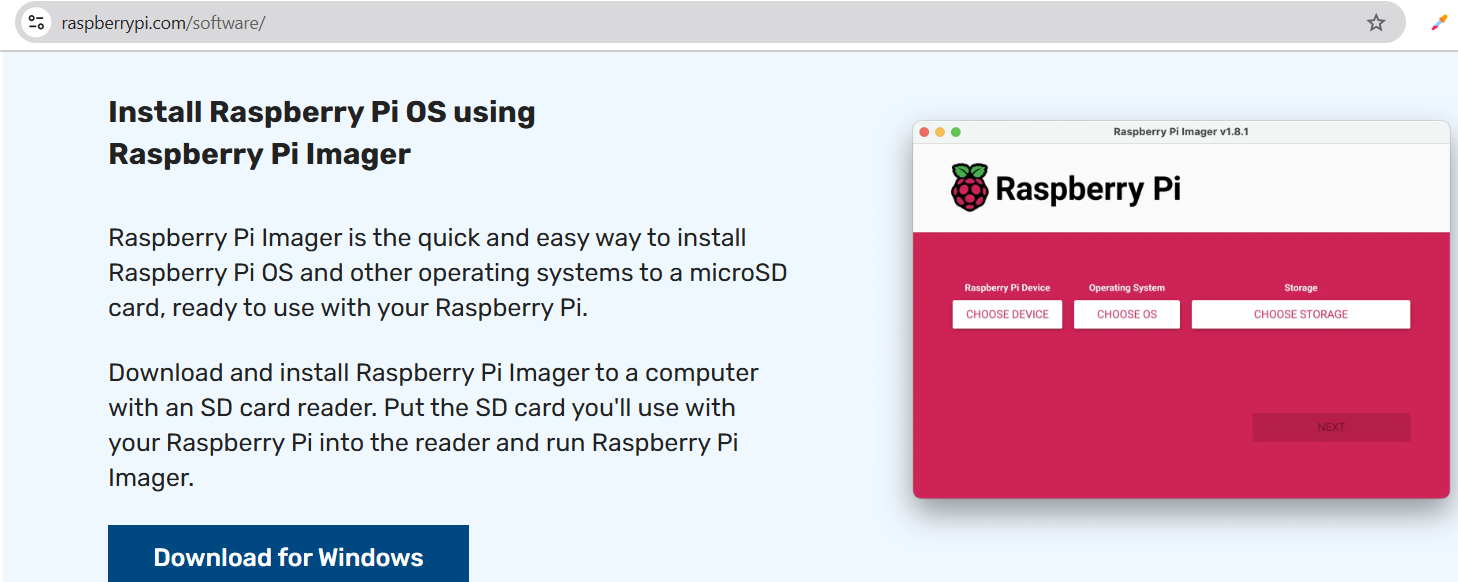 raspberrypi.com/software/
Install Raspberry Pi OS using
Raspberry Pi Imager
Raspberry Pi Imager is the quick and easy way to install
Raspberry Pi OS and other operating systems to a microSD
card, ready to use with your Raspberry Pi.
Download and install Raspberry Pi Imager to a computer
with an SD card reader. Put the SD card you'll use with
your Raspberry Pi into the reader and run Raspberry Pi
Imager.
Download for Windows
Raspberry Pi Imager v1.8.1
Raspberry Pi
Raspberry Pi Device Operating System Storage
CHOOSE DEVICE CHOOSE OS CHOOSE STORAGE
NEXT